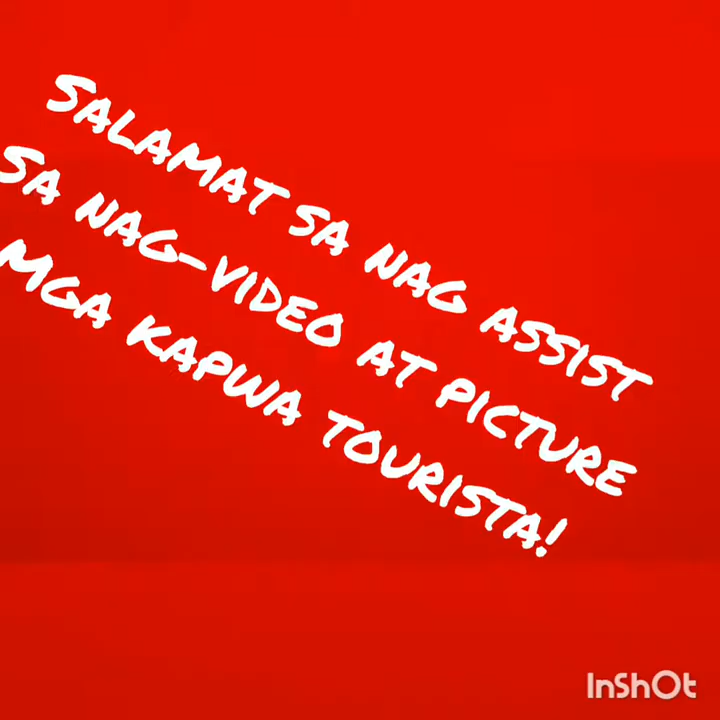 SALAMAT SA NAG ASSIST
SA NAG-VIDEO AT PICTURE
MGA KAPWA TOURISTA!
InShOt